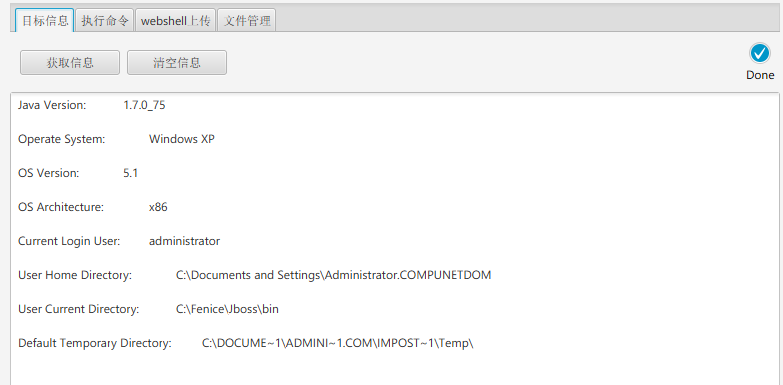 目标信息 执行命令 webshell上传 文件管理
获取信息 清空信息
Done
Java Version: 1.7.0_75
Operate System: Windows XP
OS Version: 5.1
OS Architecture: x86
Current Login User: administrator
User Home Directory: C:\Documents and Settings\Administrator.COMPUNETDOM
User Current Directory: C:\Fenice\Jboss\bin
Default Temporary Directory: C:\DOCUME~1\ADMINI~1.COM\IMPOST~1\Temp\